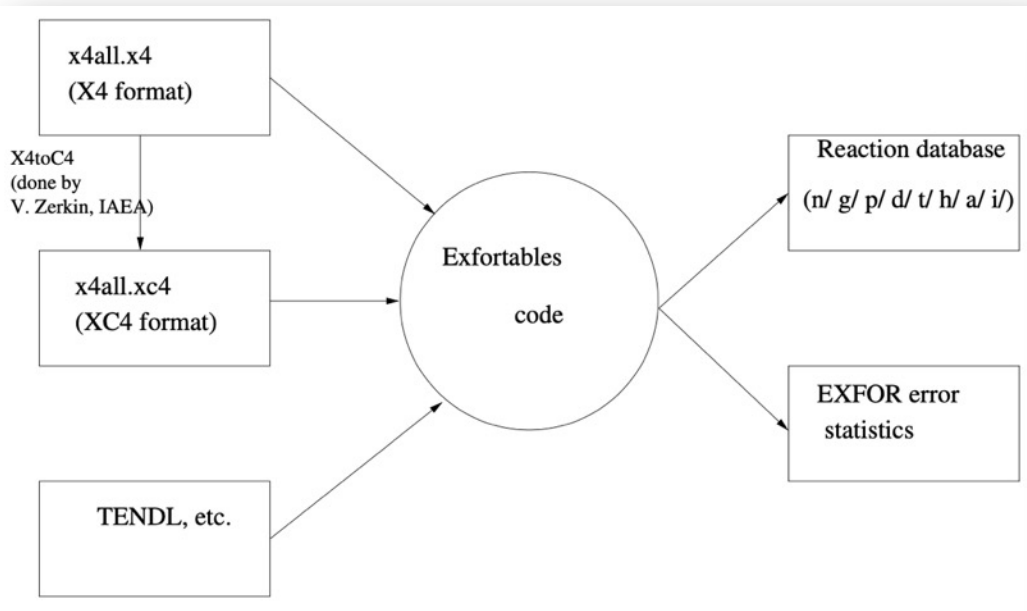 x4all.x4
(X4 format)
X4toC4
(done by
V. Zerkin, IAEA)
x4all.xc4
(XC4 format)
TENDL, etc.
Exfortables
code
Reaction database
(n/ g/ p/ d/ t/ h/ a/ i/)
EXFOR error
statistics